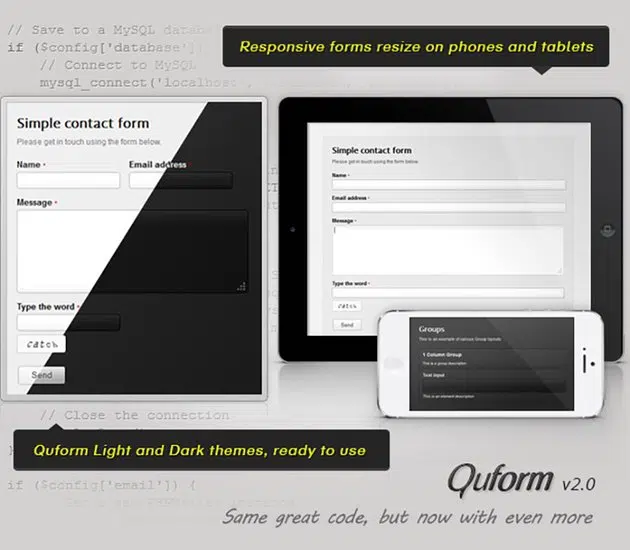 // Save to a MySQL databa
if ($config['database'])
// Connect to MySQL
mysql_connect('localhost',
Responsive forms resize on phones and tablets
Simple contact form
Please get in touch using the form below.
Name *
Email address *
Message *
Type the word *
catch
Send
Simple contact form
Please get in touch using the form below.
Name *
Email address *
Message *
Type the word *
catch
Send
Groups
This is an example of various Group layouts
1 Column Group
This is a group description
Text input
This is an element description
// Close the connection
Quform Light and Dark themes, ready to use
if ($config['email']) {
Quform v2.0
Same great code, but now with even more